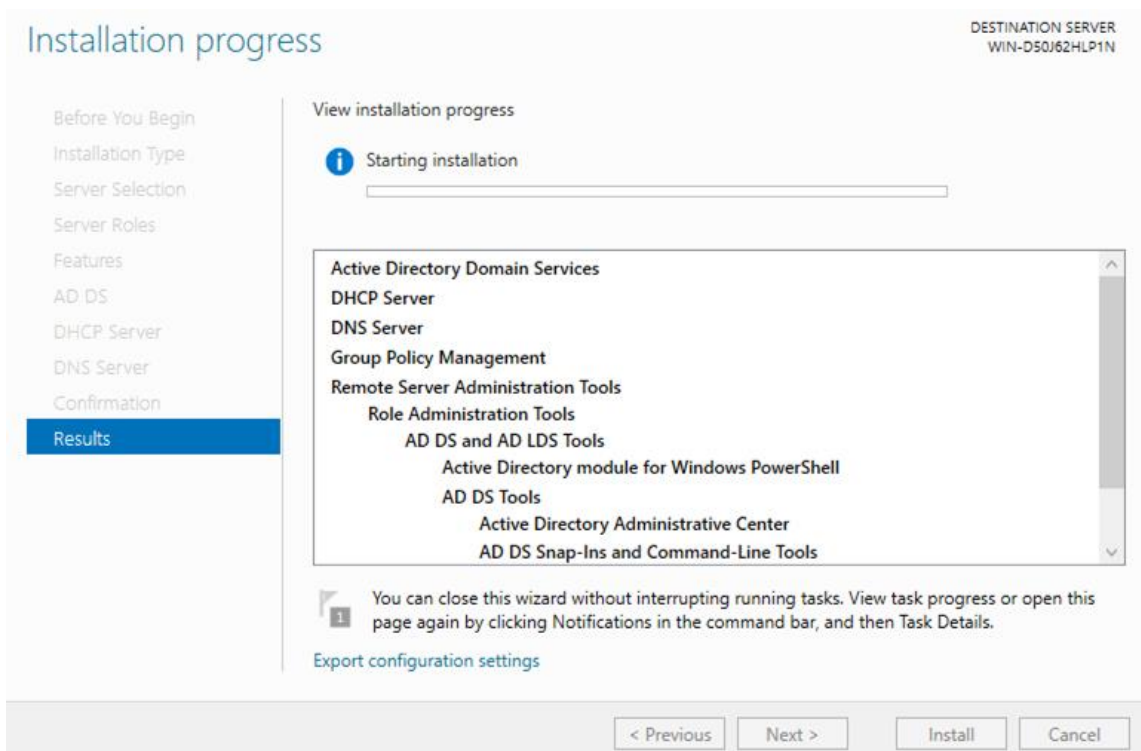 Installation progress
DESTINATION SERVER
WIN-D50J62HLP1N
Before You Begin
Installation Type
Server Selection
Server Roles
Features
AD DS
DHCP Server
DNS Server
Confirmation
Results
View installation progress
Starting installation
Active Directory Domain Services
DHCP Server
DNS Server
Group Policy Management
Remote Server Administration Tools
Role Administration Tools
AD DS and AD LDS Tools
Active Directory module for Windows PowerShell
AD DS Tools
Active Directory Administrative Center
AD DS Snap-Ins and Command-Line Tools
1
You can close this wizard without interrupting running tasks. View task progress or open this
page again by clicking Notifications in the command bar, and then Task Details.
Export configuration settings
< Previous
Next >
Install
Cancel